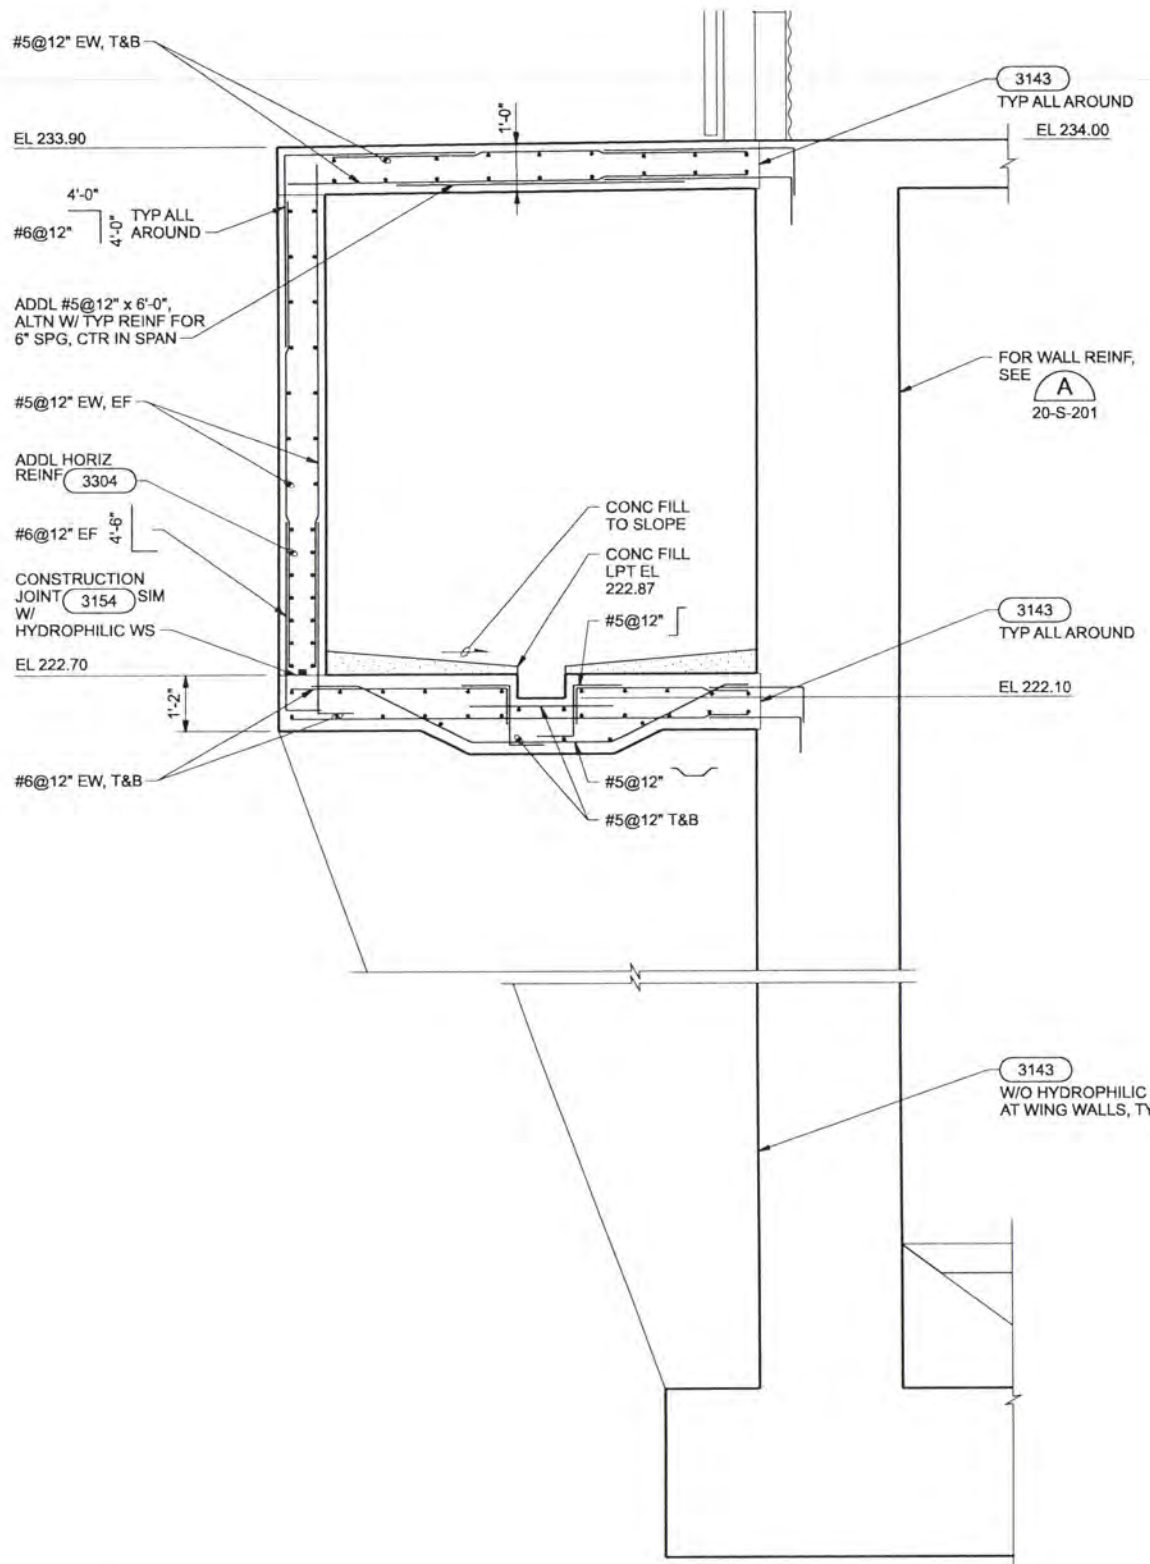 #5@12" EW, T&B
EL 233.90
1'-0"
3143
TYP ALL AROUND
EL 234.00
4'-0"
#6@12"
4'-0"
TYP ALL
AROUND
ADDL #5@12" x 6'-0",
ALTN W/ TYP REINF FOR
6" SPG, CTR IN SPAN
FOR WALL REINF,
SEE
A
20-S-201
#5@12" EW, EF
ADDL HORIZ
REINF 3304
#6@12" EF
4'-6"
CONSTRUCTION
JOINT 3154 SIM
W/
HYDROPHILIC WS
EL 222.70
1'-2"
#6@12" EW, T&B
CONC FILL
TO SLOPE
CONC FILL
LPT EL
222.87
#5@12"
3143
TYP ALL AROUND
EL 222.10
#5@12"
#5@12" T&B
3143
W/O HYDROPHILIC
AT WING WALLS, TY